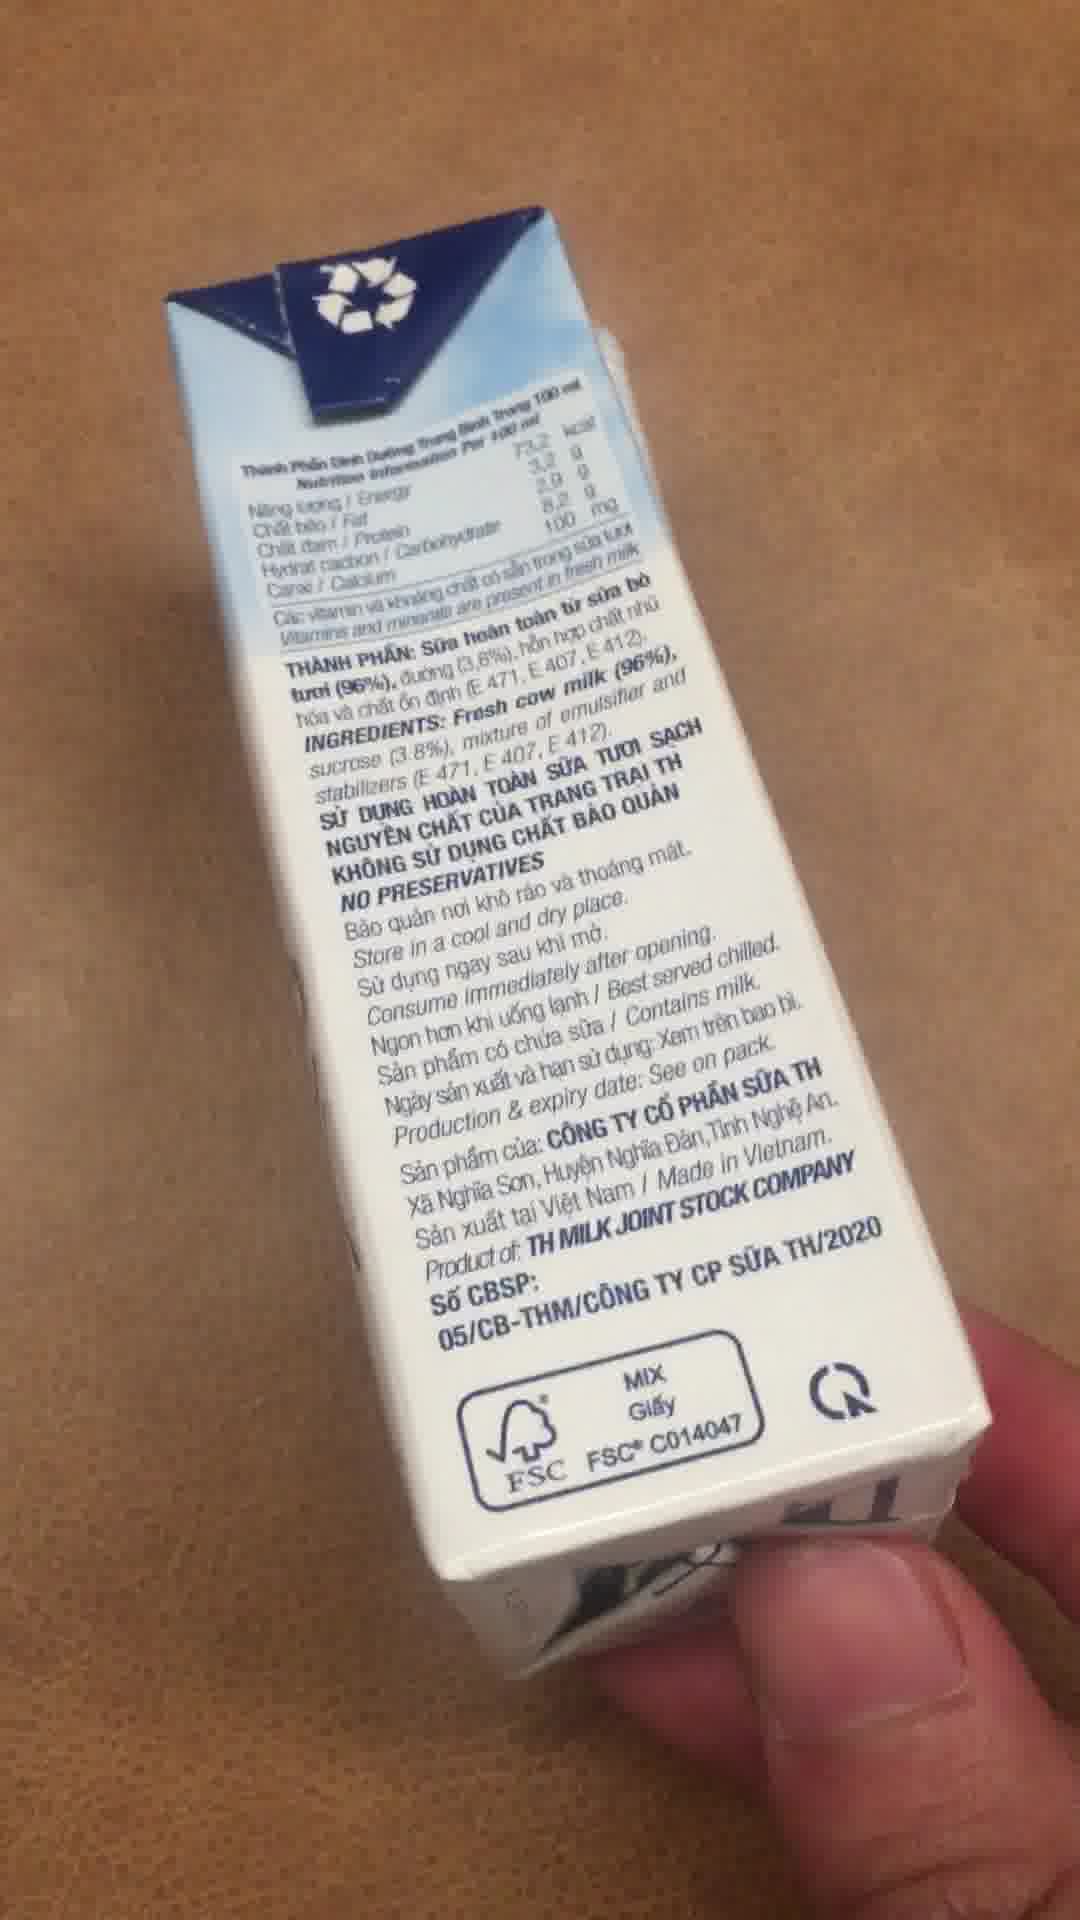 Thành Phần Dinh Dưỡng Trung Bình Trong 100 ml
Nutrition Information Per 100 ml
Năng lượng / Energy 73,2 kcal
Chất béo / Fat 3,2 g
Chất đạm / Protein 2,9 g
Hydrat cacbon / Carbohydrate 8,2 g
Canxi / Calcium 100 mg
Các vitamin và khoáng chất có sẵn trong sữa tươi
Vitamins and minerals are present in fresh milk
THÀNH PHẦN: Sữa hoàn toàn từ sữa bò
tươi (96%), đường (3,8%), hỗn hợp chất nhũ
hóa và chất ổn định (E 471, E 407, E 412).
INGREDIENTS: Fresh cow milk (96%),
sucrose (3.8%), mixture of emulsifier and
stabilizers (E 471, E 407, E 412).
SỬ DỤNG HOÀN TOÀN SỮA TƯƠI SẠCH
NGUYÊN CHẤT CỦA TRANG TRẠI TH
KHÔNG SỬ DỤNG CHẤT BẢO QUẢN
NO PRESERVATIVES
Bảo quản nơi khô ráo và thoáng mát.
Store in a cool and dry place.
Sử dụng ngay sau khi mở.
Consume immediately after opening.
Ngon hơn khi uống lạnh / Best served chilled.
Sản phẩm có chứa sữa / Contains milk.
Ngày sản xuất và hạn sử dụng: Xem trên bao bì.
Production & expiry date: See on pack.
Sản phẩm của: CÔNG TY CỔ PHẦN SỮA TH
Xã Nghĩa Sơn, Huyện Nghĩa Đàn, Tỉnh Nghệ An.
Sản xuất tại Việt Nam / Made in Vietnam.
Product of: TH MILK JOINT STOCK COMPANY
Số CBSP:
05/CB-THM/CÔNG TY CP SỮA TH/2020
MIX
Giấy
FSC FSC® C014047